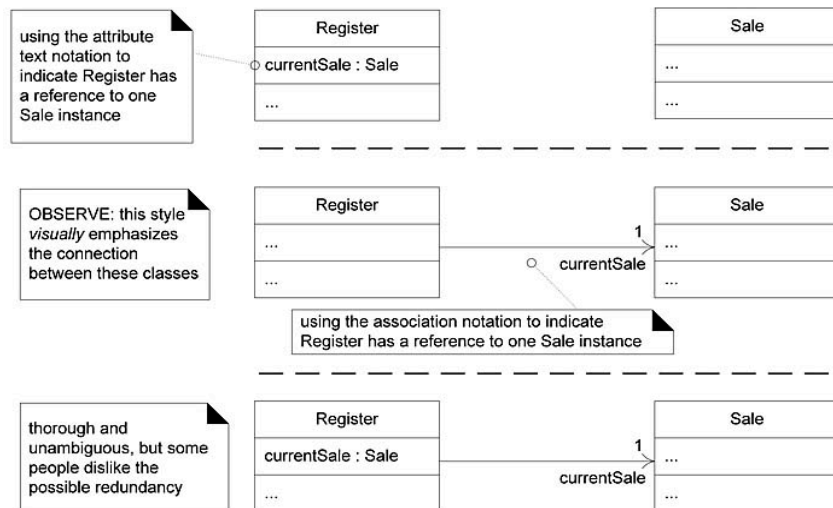 using the attribute
text notation to
indicate Register has
a reference to one
Sale instance
Register
currentSale : Sale
...
Sale
...
...
OBSERVE: this style
visually emphasizes
the connection
between these classes
Register
...
...
1
currentSale
Sale
...
...
using the association notation to indicate
Register has a reference to one Sale instance
thorough and
unambiguous, but some
people dislike the
possible redundancy
Register
currentSale : Sale
...
1
currentSale
Sale
...
...